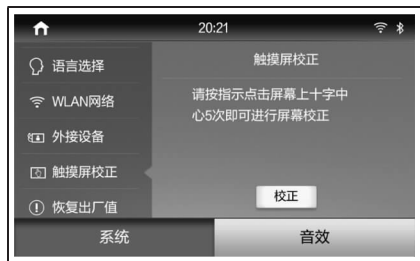 20:21
语言选择
WLAN网络
外接设备
触摸屏校正
恢复出厂值
触摸屏校正
请按指示点击屏幕上十字中
心5次即可进行屏幕校正
校正
系统
音效